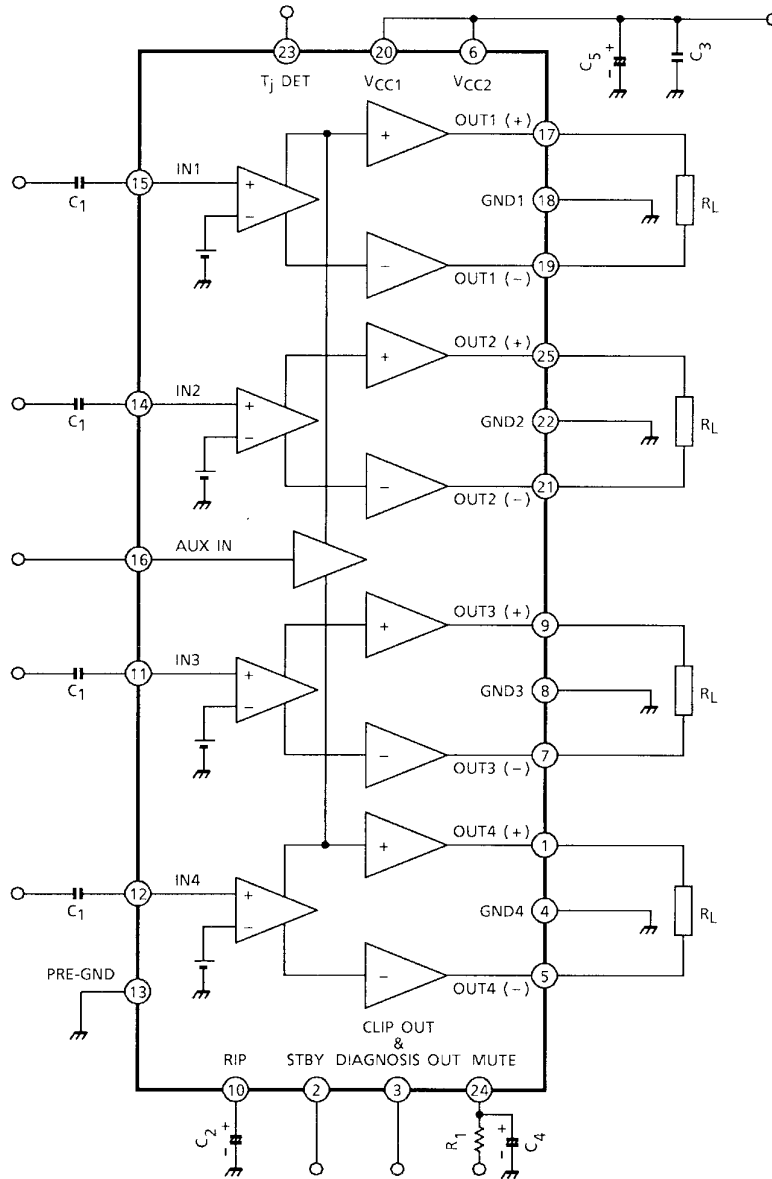 23 20 6
Tj DET VCC1 VCC2
C5 + -
C3
OUT1 (+) 17
+
C1 15 IN1 + -
GND1 18
RL
- OUT1 (-) 19
OUT2 (+) 25
+
C1 14 IN2 + -
GND2 22
RL
- OUT2 (-) 21
16 AUX IN
OUT3 (+) 9
+
C1 11 IN3 + -
GND3 8
RL
- OUT3 (-) 7
OUT4 (+) 1
+
C1 12 IN4 + -
GND4 4
RL
- OUT4 (-) 5
PRE-GND
13
CLIP OUT
&
RIP STBY DIAGNOSIS OUT MUTE
10 2 3 24
C2 + -
R1
C4 + -